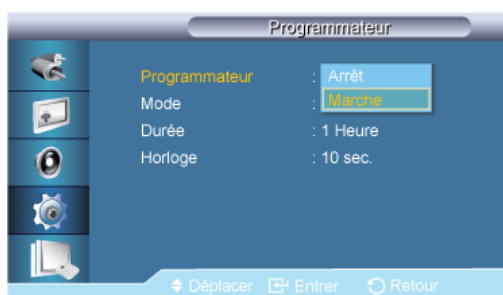 Programmateur
Programmateur : Arrêt
Mode : Marche
Durée : 1 Heure
Horloge : 10 sec.
Déplacer Entrer Retour